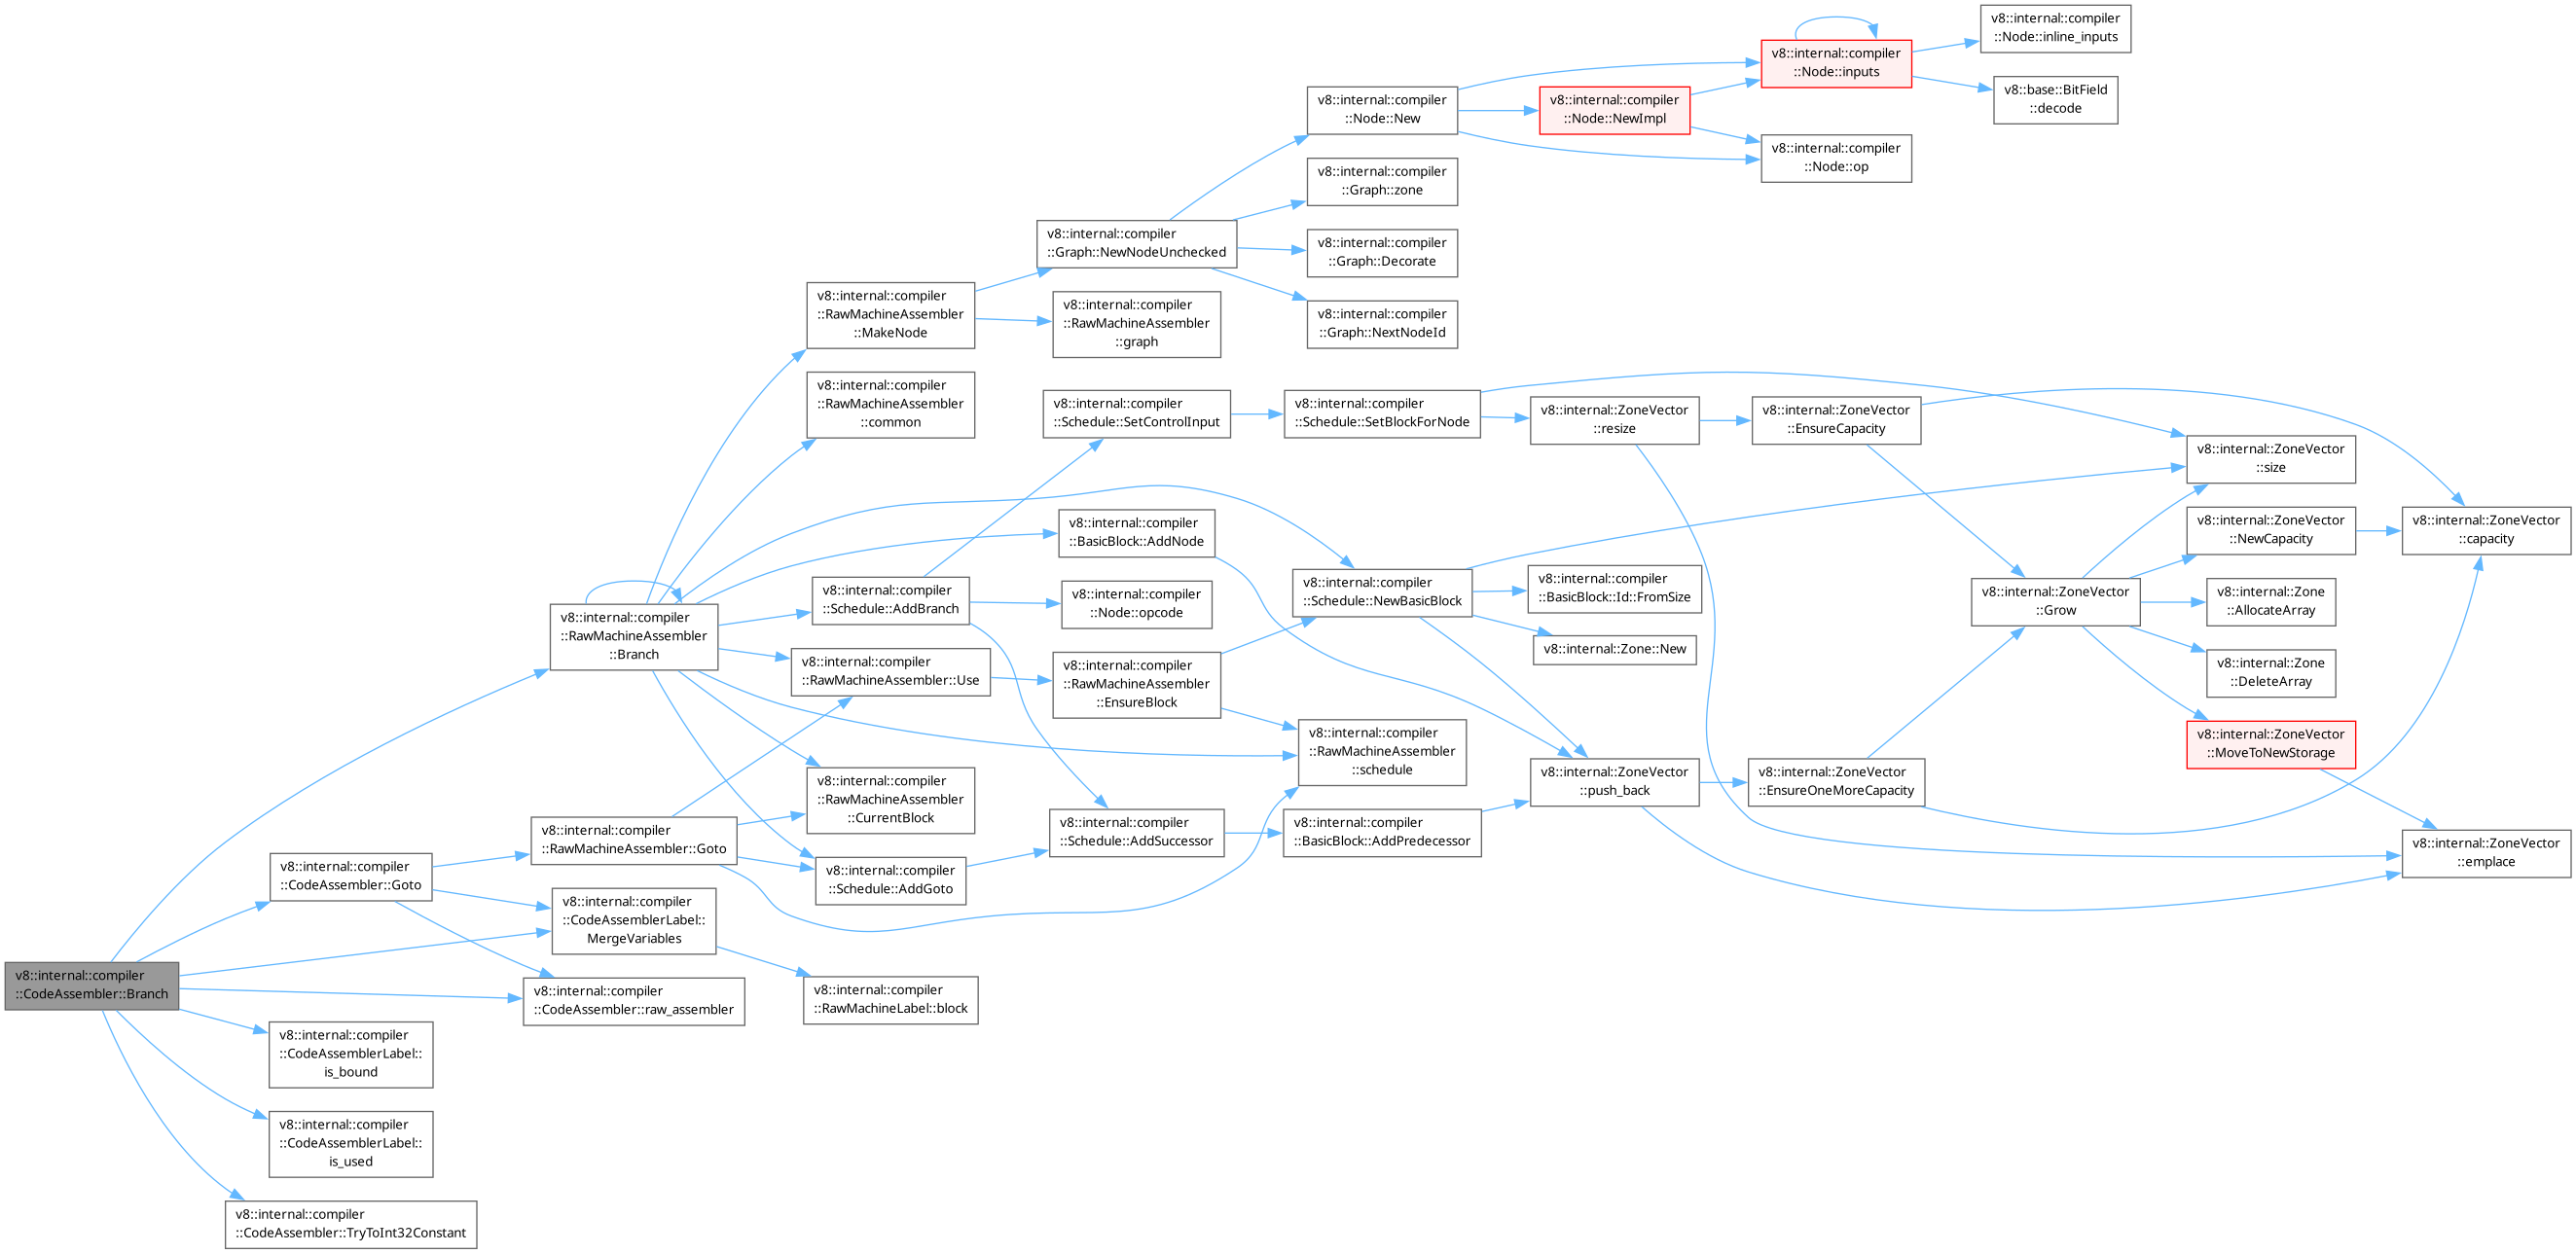 v8::internal::compiler
::CodeAssembler::Branch
v8::internal::compiler
::CodeAssembler::Goto
v8::internal::compiler
::CodeAssemblerLabel::
is_bound
v8::internal::compiler
::CodeAssemblerLabel::
is_used
v8::internal::compiler
::CodeAssembler::TryToInt32Constant
v8::internal::compiler
::RawMachineAssembler
::Branch
v8::internal::compiler
::RawMachineAssembler::Goto
v8::internal::compiler
::CodeAssemblerLabel::
MergeVariables
v8::internal::compiler
::CodeAssembler::raw_assembler
v8::internal::compiler
::RawMachineAssembler
::MakeNode
v8::internal::compiler
::RawMachineAssembler
::common
v8::internal::compiler
::Schedule::AddBranch
v8::internal::compiler
::RawMachineAssembler::Use
v8::internal::compiler
::RawMachineAssembler
::CurrentBlock
v8::internal::compiler
::Schedule::AddGoto
v8::internal::compiler
::RawMachineLabel::block
v8::internal::compiler
::Graph::NewNodeUnchecked
v8::internal::compiler
::RawMachineAssembler
::graph
v8::internal::compiler
::Schedule::SetControlInput
v8::internal::compiler
::BasicBlock::AddNode
v8::internal::compiler
::Node::opcode
v8::internal::compiler
::RawMachineAssembler
::EnsureBlock
v8::internal::compiler
::Schedule::AddSuccessor
v8::internal::compiler
::Node::New
v8::internal::compiler
::Graph::zone
v8::internal::compiler
::Graph::Decorate
v8::internal::compiler
::Graph::NextNodeId
v8::internal::compiler
::Schedule::SetBlockForNode
v8::internal::compiler
::Schedule::NewBasicBlock
v8::internal::compiler
::RawMachineAssembler
::schedule
v8::internal::compiler
::BasicBlock::AddPredecessor
v8::internal::compiler
::Node::NewImpl
v8::internal::ZoneVector
::resize
v8::internal::compiler
::BasicBlock::Id::FromSize
v8::internal::Zone::New
v8::internal::ZoneVector
::push_back
v8::internal::compiler
::Node::inputs
v8::internal::compiler
::Node::op
v8::internal::ZoneVector
::EnsureCapacity
v8::internal::ZoneVector
::EnsureOneMoreCapacity
v8::internal::compiler
::Node::inline_inputs
v8::base::BitField
::decode
v8::internal::ZoneVector
::Grow
v8::internal::ZoneVector
::size
v8::internal::ZoneVector
::NewCapacity
v8::internal::Zone
::AllocateArray
v8::internal::Zone
::DeleteArray
v8::internal::ZoneVector
::MoveToNewStorage
v8::internal::ZoneVector
::capacity
v8::internal::ZoneVector
::emplace